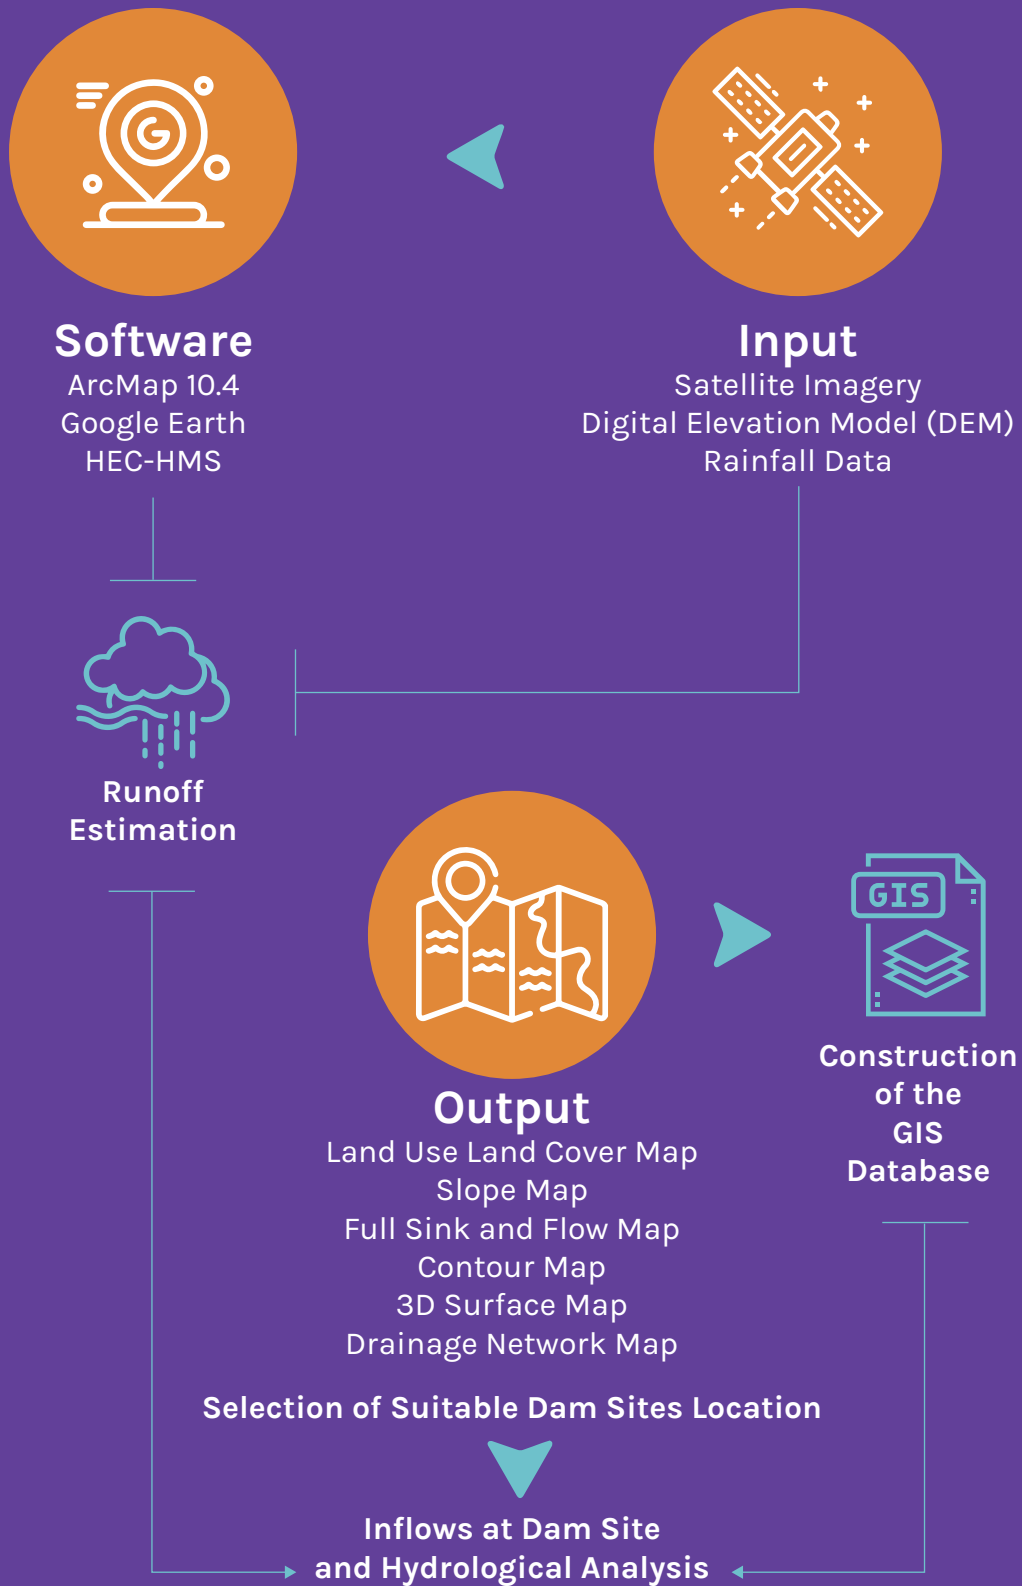 Software
ArcMap 10.4
Google Earth
HEC-HMS
Input
Satellite Imagery
Digital Elevation Model (DEM)
Rainfall Data
Runoff
Estimation
Output
Land Use Land Cover Map
Slope Map
Full Sink and Flow Map
Contour Map
3D Surface Map
Drainage Network Map
GIS
Construction
of the
GIS
Database
Selection of Suitable Dam Sites Location
Inflows at Dam Site
and Hydrological Analysis